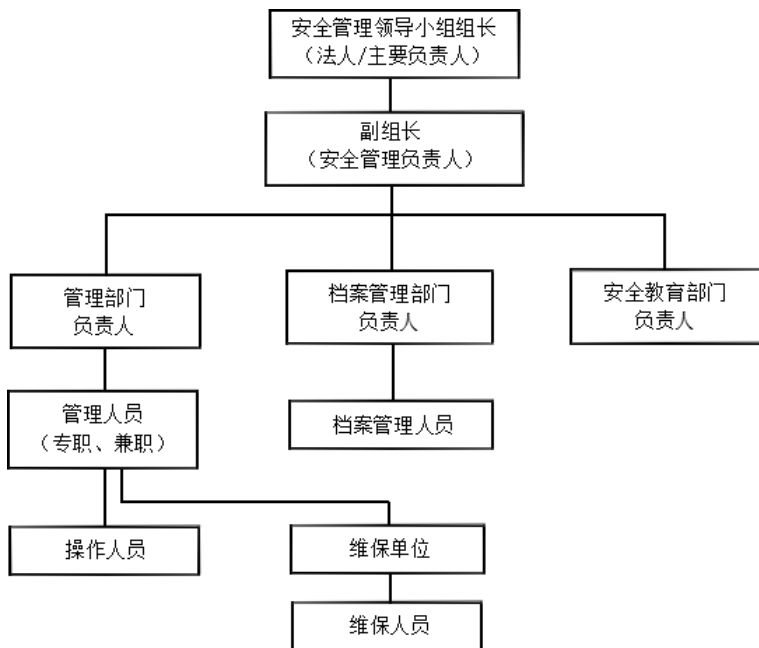 安全管理领导小组组长
（法人/主要负责人）
副组长
（安全管理负责人）
管理部门
负责人
档案管理部门
负责人
安全教育部门
负责人
管理人员
（专职、兼职）
档案管理人员
操作人员
维保单位
维保人员